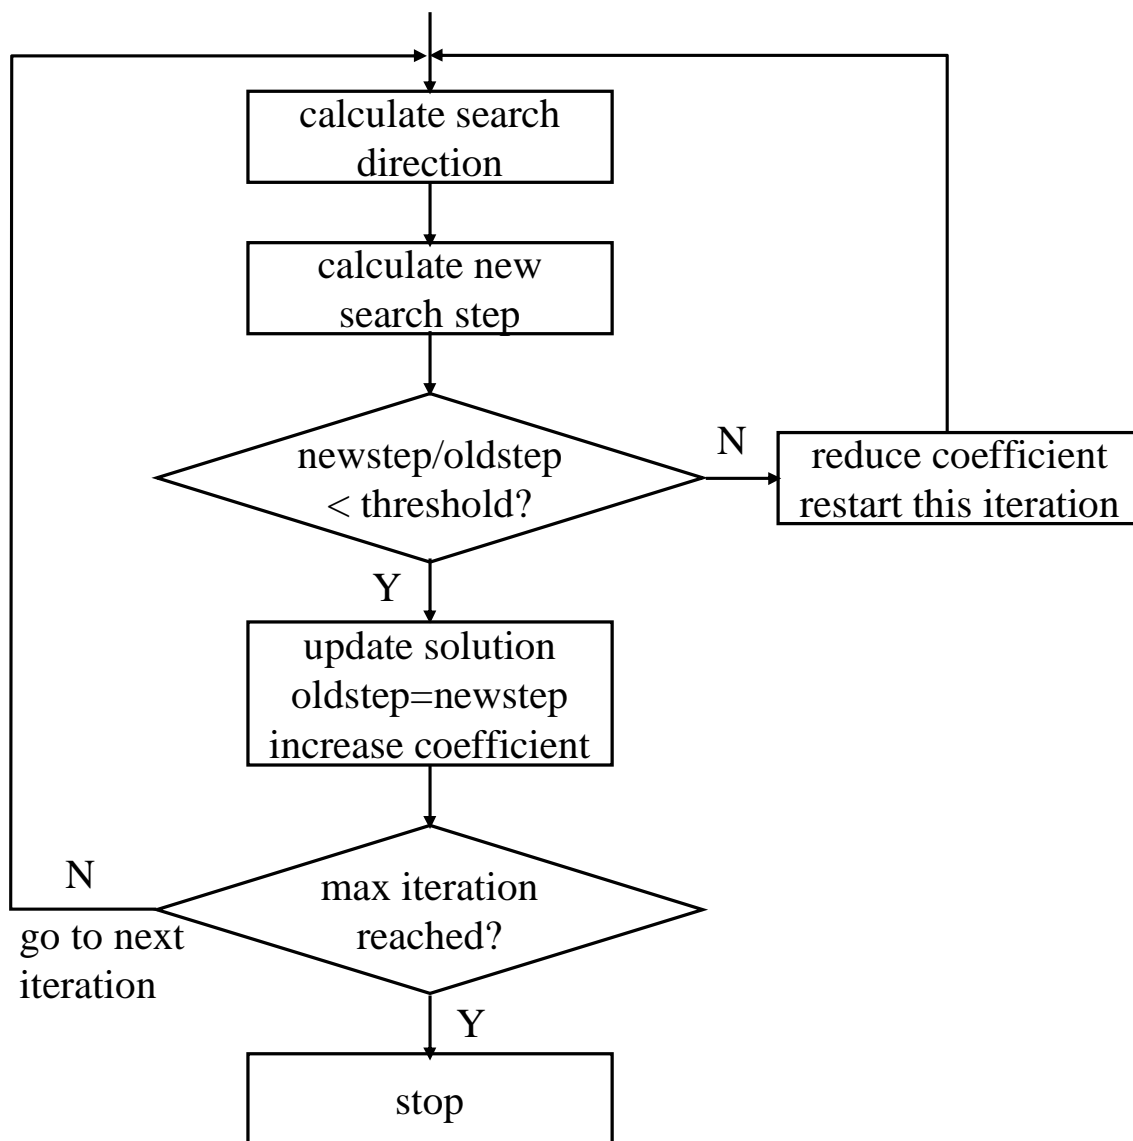 calculate search
direction
calculate new
search step
newstep/oldstep
< threshold?
N
reduce coefficient
restart this iteration
Y
update solution
oldstep=newstep
increase coefficient
N
max iteration
reached?
go to next
iteration
Y
stop